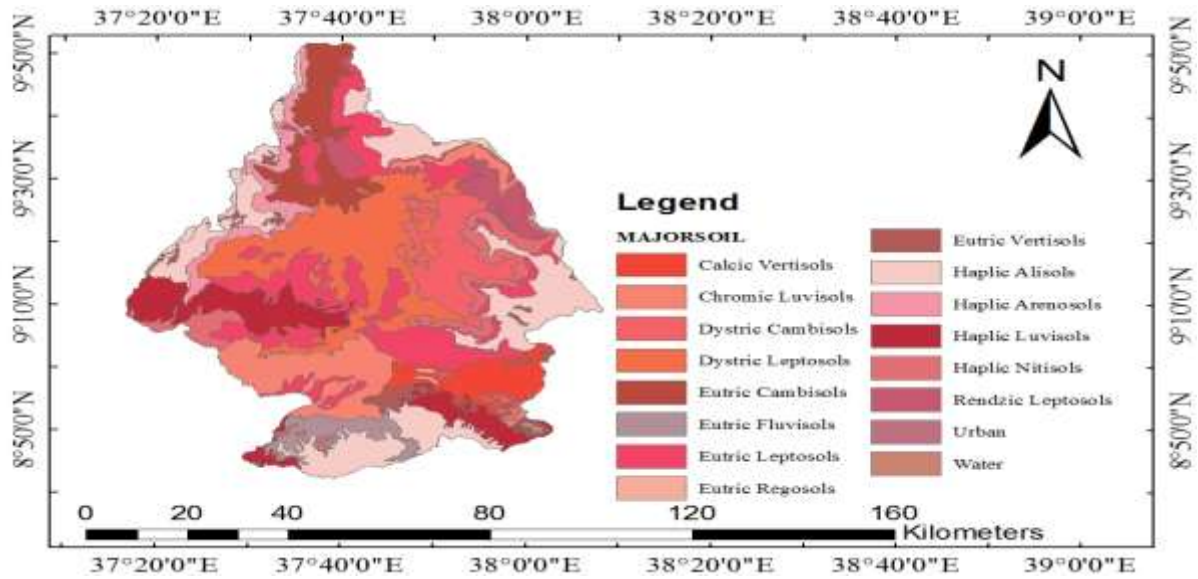 37°20'0"E 37°40'0"E 38°0'0"E 38°20'0"E 38°40'0"E 39°0'0"E
9°50'0"N
9°30'0"N
9°10'0"N
8°50'0"N
N
Legend
MAJORSOIL
Calcic Vertisols
Chromic Luvisols
Dystric Cambisols
Dystric Leptosols
Eutric Cambisols
Eutric Fluvisols
Eutric Leptosols
Eutric Regosols
Eutric Vertisols
Haplic Alisols
Haplic Arenosols
Haplic Luvisols
Haplic Nitisols
Rendzic Leptosols
Urban
Water
9°50'0"N
9°30'0"N
9°10'0"N
8°50'0"N
0 20 40 80 120 160
Kilometers
37°20'0"E 37°40'0"E 38°0'0"E 38°20'0"E 38°40'0"E 39°0'0"E